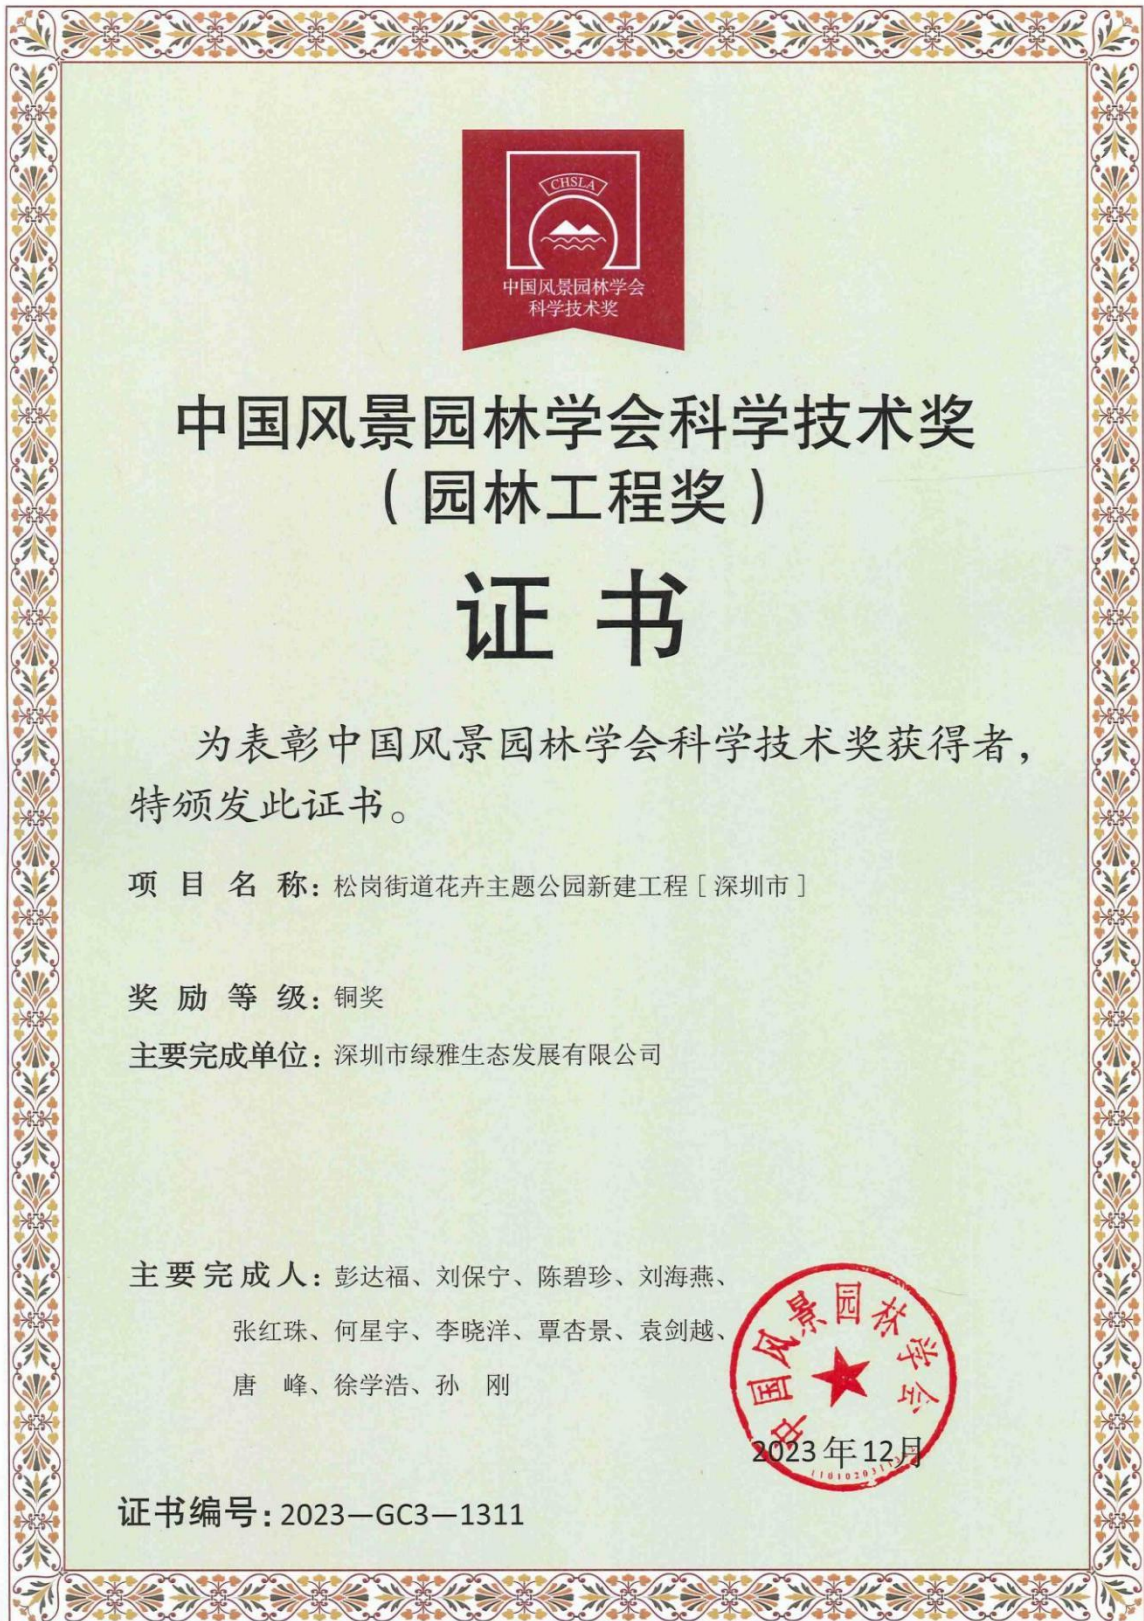 CHSLA
中国风景园林学会
科学技术奖
中国风景园林学会科学技术奖
（园林工程奖）
证书
为表彰中国风景园林学会科学技术奖获得者，
特颁发此证书。
项目名称：松岗街道花卉主题公园新建工程［深圳市］
奖励等级：铜奖
主要完成单位：深圳市绿雅生态发展有限公司
主要完成人：彭达福、刘保宁、陈碧珍、刘海燕、
张红珠、何星宇、李晓洋、覃杏景、袁剑越、
唐　峰、徐学浩、孙　刚
中国风景园林学会
2023年12月
证书编号：2023—GC3—1311